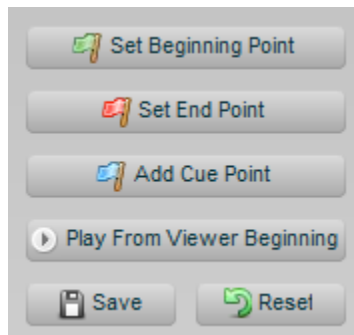 Set Beginning Point
Set End Point
Add Cue Point
Play From Viewer Beginning
Save
Reset